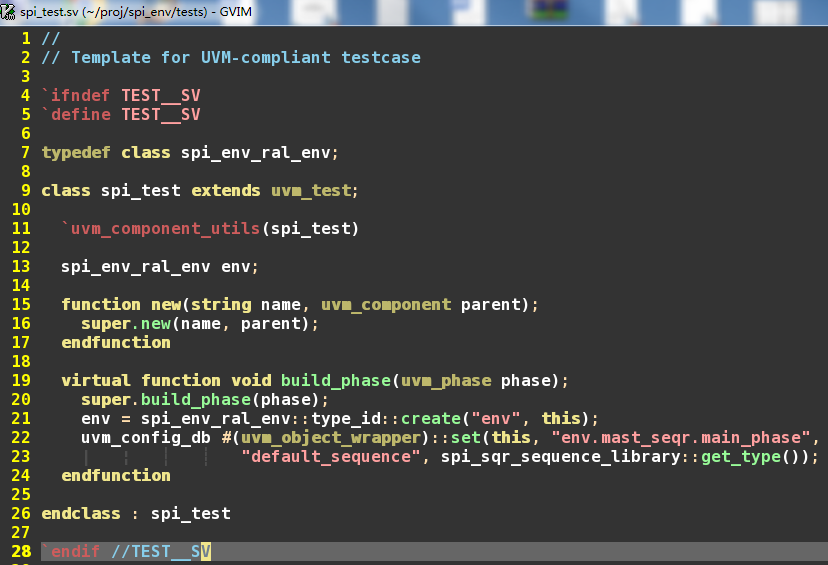 spi_test.sv (~/proj/spi_env/tests) - GVIM
1 //
2 // Template for UVM-compliant testcase
3
4 `ifndef TEST__SV
5 `define TEST__SV
6
7 typedef class spi_env_ral_env;
8
9 class spi_test extends uvm_test;
10
11   `uvm_component_utils(spi_test)
12
13   spi_env_ral_env env;
14
15   function new(string name, uvm_component parent);
16     super.new(name, parent);
17   endfunction
18
19   virtual function void build_phase(uvm_phase phase);
20     super.build_phase(phase);
21     env = spi_env_ral_env::type_id::create("env", this);
22     uvm_config_db #(uvm_object_wrapper)::set(this, "env.mast_seqr.main_phase",
23                     "default_sequence", spi_sqr_sequence_library::get_type());
24   endfunction
25
26 endclass : spi_test
27
28 `endif //TEST__SV